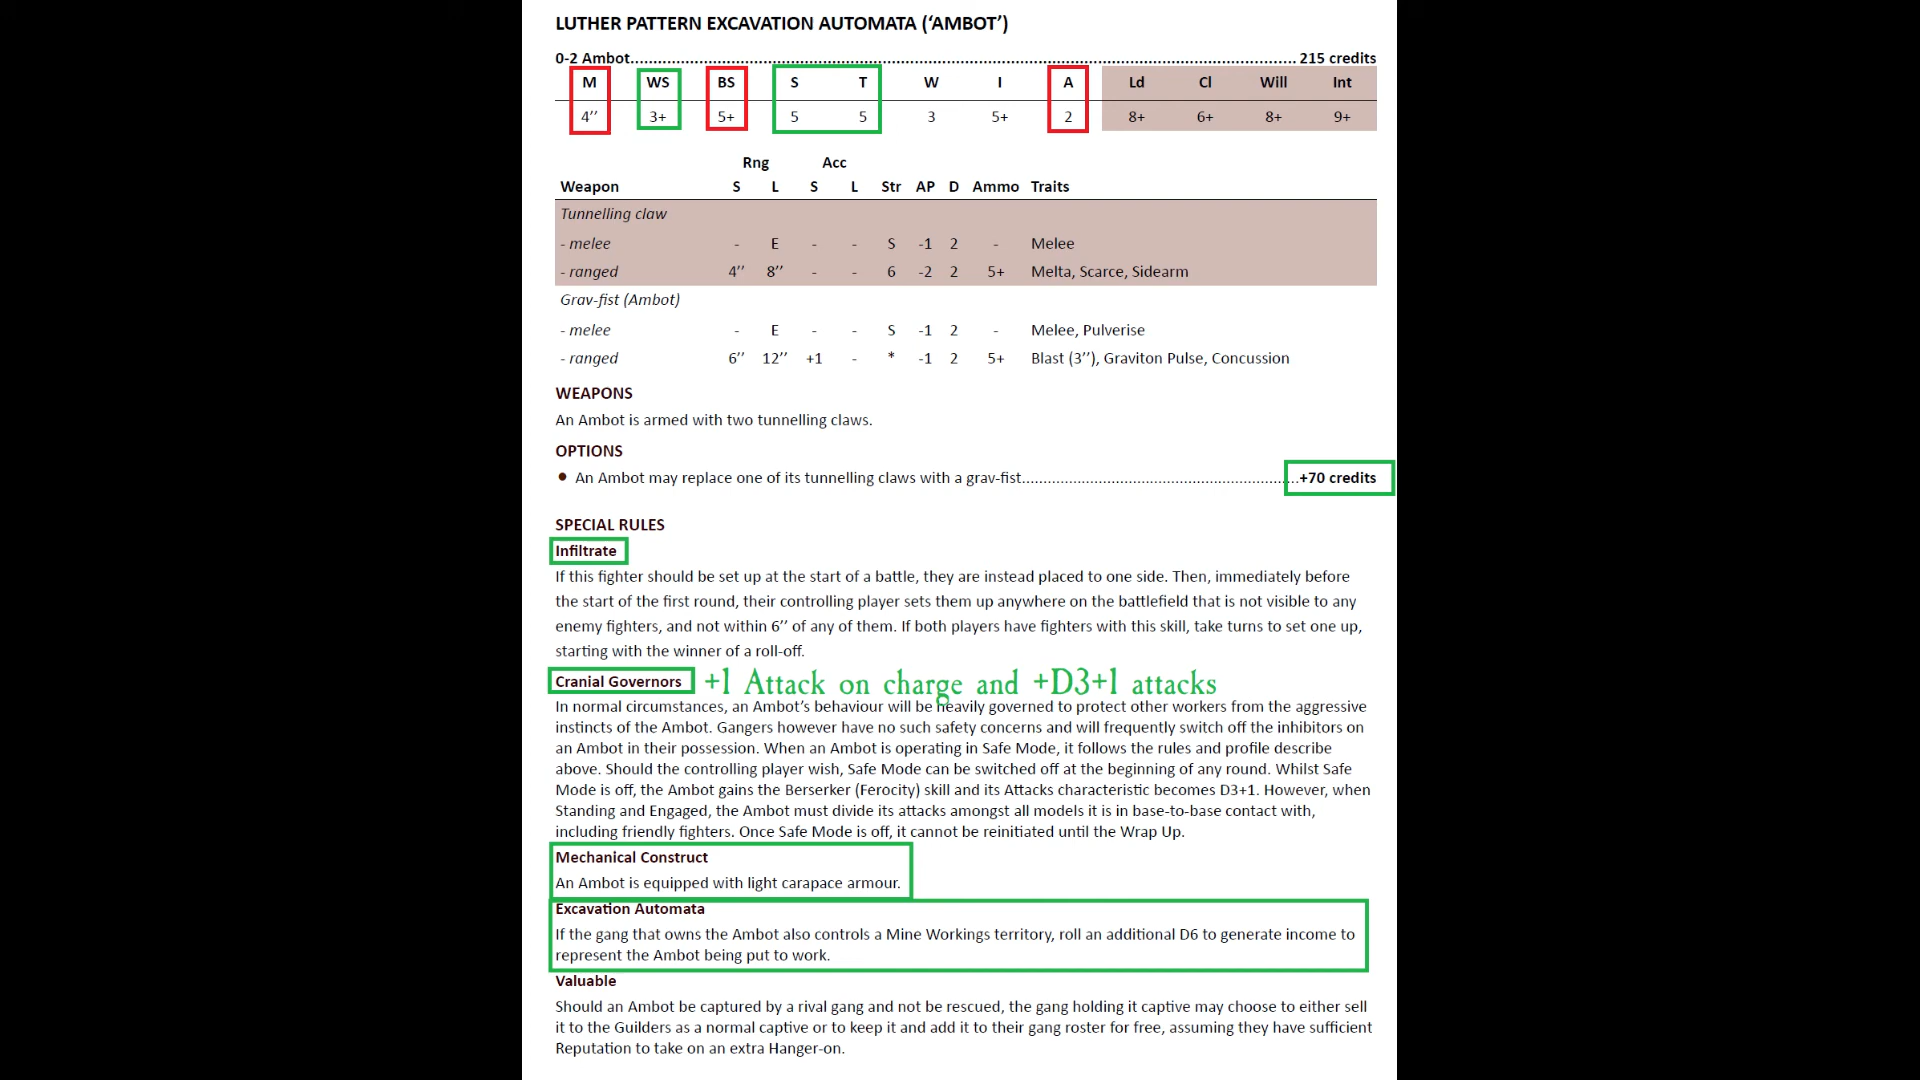 LUTHER PATTERN EXCAVATION AUTOMATA (‘AMBOT’)
0-2 Ambot........................................................................................................................................................ 215 credits
M WS BS S T W I A Ld Cl Will Int
4’’ 3+ 5+ 5 5 3 5+ 2 8+ 6+ 8+ 9+
Rng Acc
Weapon S L S L Str AP D Ammo Traits
Tunnelling claw
- melee - E - - S -1 2 - Melee
- ranged 4’’ 8’’ - - 6 -2 2 5+ Melta, Scarce, Sidearm
Grav-fist (Ambot)
- melee - E - - S -1 2 - Melee, Pulverise
- ranged 6’’ 12’’ +1 - * -1 2 5+ Blast (3’’), Graviton Pulse, Concussion
WEAPONS
An Ambot is armed with two tunnelling claws.
OPTIONS
• An Ambot may replace one of its tunnelling claws with a grav-fist................................................................+70 credits
SPECIAL RULES
Infiltrate
If this fighter should be set up at the start of a battle, they are instead placed to one side. Then, immediately before
the start of the first round, their controlling player sets them up anywhere on the battlefield that is not visible to any
enemy fighters, and not within 6’’ of any of them. If both players have fighters with this skill, take turns to set one up,
starting with the winner of a roll-off.
Cranial Governors +1 Attack on charge and +D3+1 attacks
In normal circumstances, an Ambot’s behaviour will be heavily governed to protect other workers from the aggressive
instincts of the Ambot. Gangers however have no such safety concerns and will frequently switch off the inhibitors on
an Ambot in their possession. When an Ambot is operating in Safe Mode, it follows the rules and profile describe
above. Should the controlling player wish, Safe Mode can be switched off at the beginning of any round. Whilst Safe
Mode is off, the Ambot gains the Berserker (Ferocity) skill and its Attacks characteristic becomes D3+1. However, when
Standing and Engaged, the Ambot must divide its attacks amongst all models it is in base-to-base contact with,
including friendly fighters. Once Safe Mode is off, it cannot be reinitiated until the Wrap Up.
Mechanical Construct
An Ambot is equipped with light carapace armour.
Excavation Automata
If the gang that owns the Ambot also controls a Mine Workings territory, roll an additional D6 to generate income to
represent the Ambot being put to work.
Valuable
Should an Ambot be captured by a rival gang and not be rescued, the gang holding it captive may choose to either sell
it to the Guilders as a normal captive or to keep it and add it to their gang roster for free, assuming they have sufficient
Reputation to take on an extra Hanger-on.